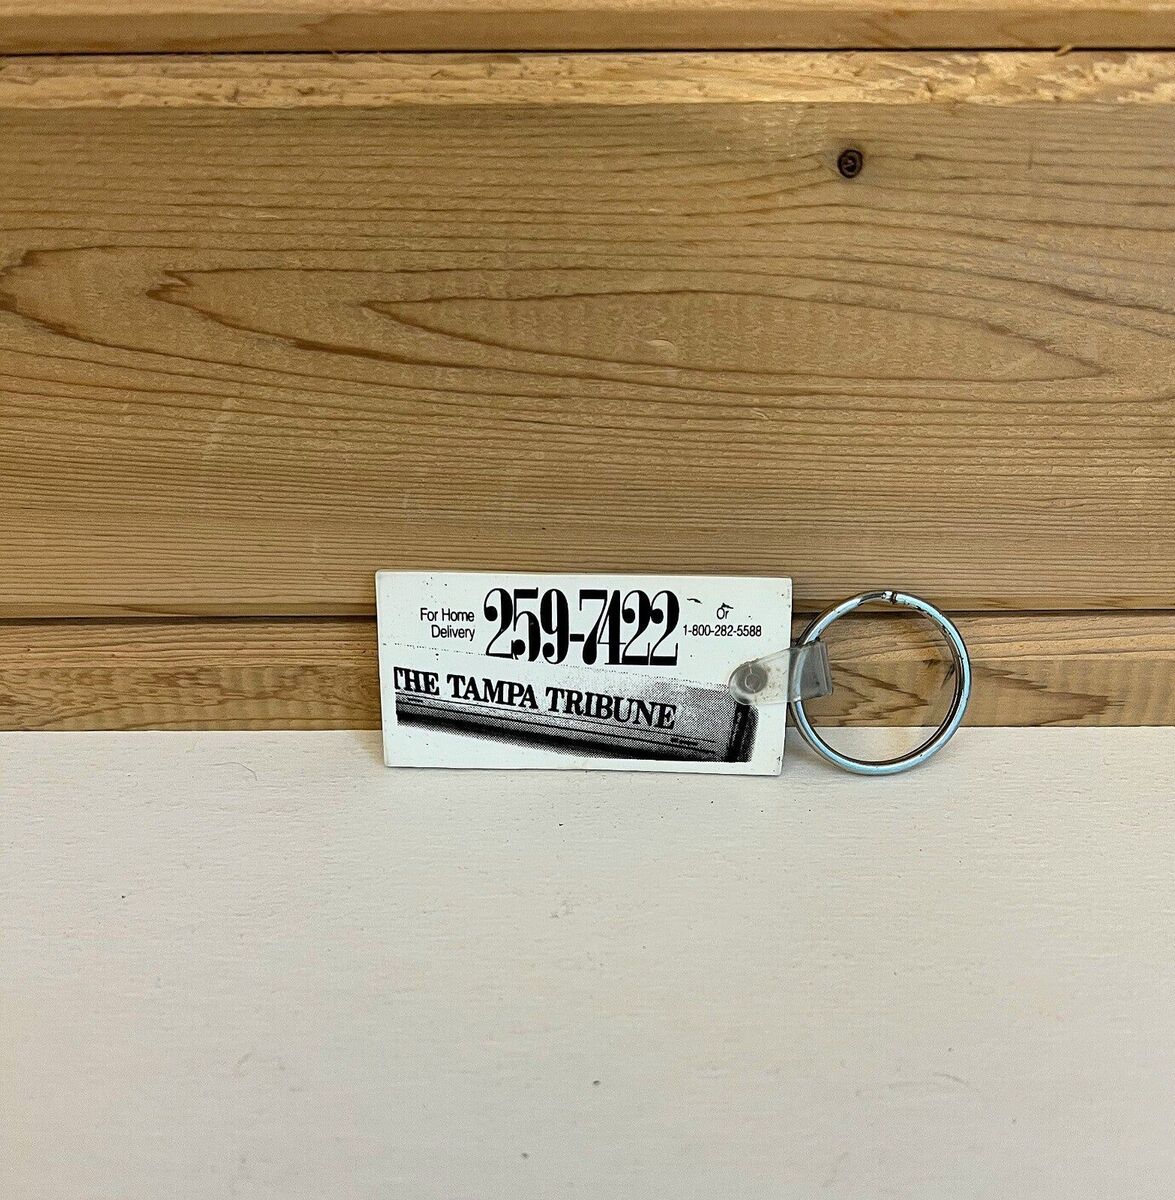 For Home
Delivery
259-7422
Or
1-800-282-5588
THE TAMPA TRIBUNE